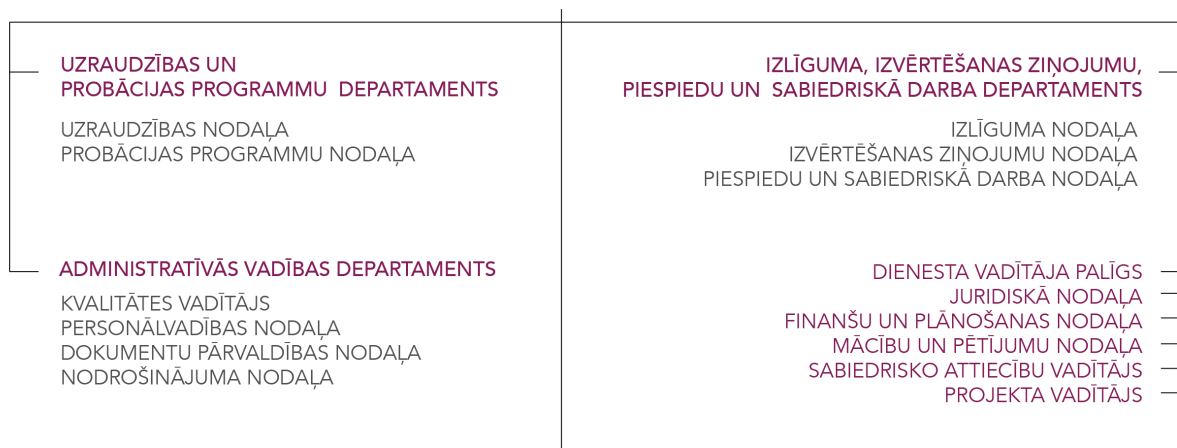 UZRAUDZĪBAS UN
PROBĀCIJAS PROGRAMMU DEPARTAMENTS
UZRAUDZĪBAS NODAĻA
PROBĀCIJAS PROGRAMMU NODAĻA
ADMINISTRATĪVĀS VADĪBAS DEPARTAMENTS
KVALITĀTES VADĪTĀJS
PERSONĀLVADĪBAS NODAĻA
DOKUMENTU PĀRVALDĪBAS NODAĻA
NODROŠINĀJUMA NODAĻA
IZLĪGUMA, IZVĒRTĒŠANAS ZIŅOJUMU,
PIESPIEDU UN SABIEDRISKĀ DARBA DEPARTAMENTS
IZLĪGUMA NODAĻA
IZVĒRTĒŠANAS ZIŅOJUMU NODAĻA
PIESPIEDU UN SABIEDRISKĀ DARBA NODAĻA
DIENESTA VADĪTĀJA PALĪGS
JURIDISKĀ NODAĻA
FINANŠU UN PLĀNOŠANAS NODAĻA
MĀCĪBU UN PĒTĪJUMU NODAĻA
SABIEDRISKO ATTIECĪBU VADĪTĀJS
PROJEKTA VADĪTĀJS